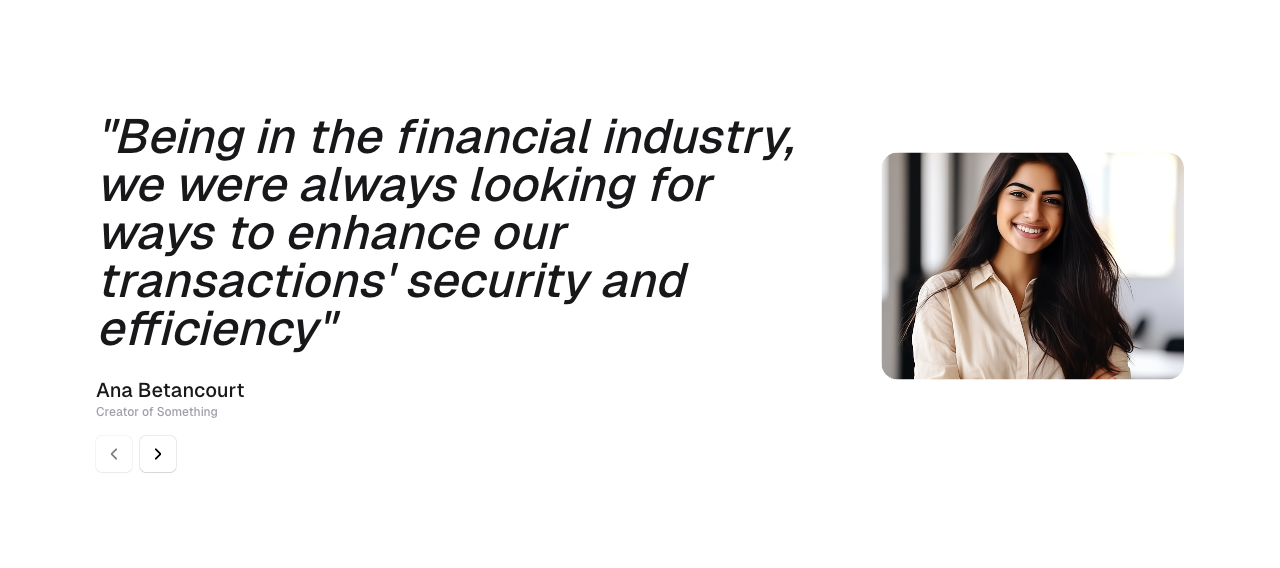 "Being in the financial industry,
we were always looking for
ways to enhance our
transactions' security and
efficiency"
Ana Betancourt
Creator of Something